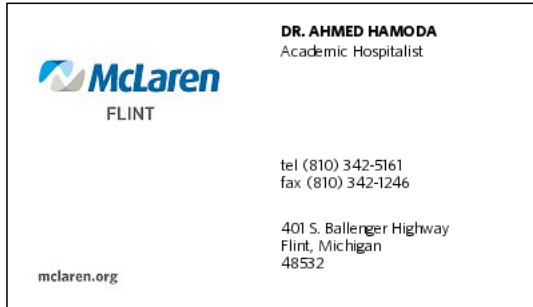 DR. AHMED HAMODA
Academic Hospitalist
McLaren
FLINT
tel (810) 342-5161
fax (810) 342-1246
401 S. Ballenger Highway
Flint, Michigan
48532
mclaren.org